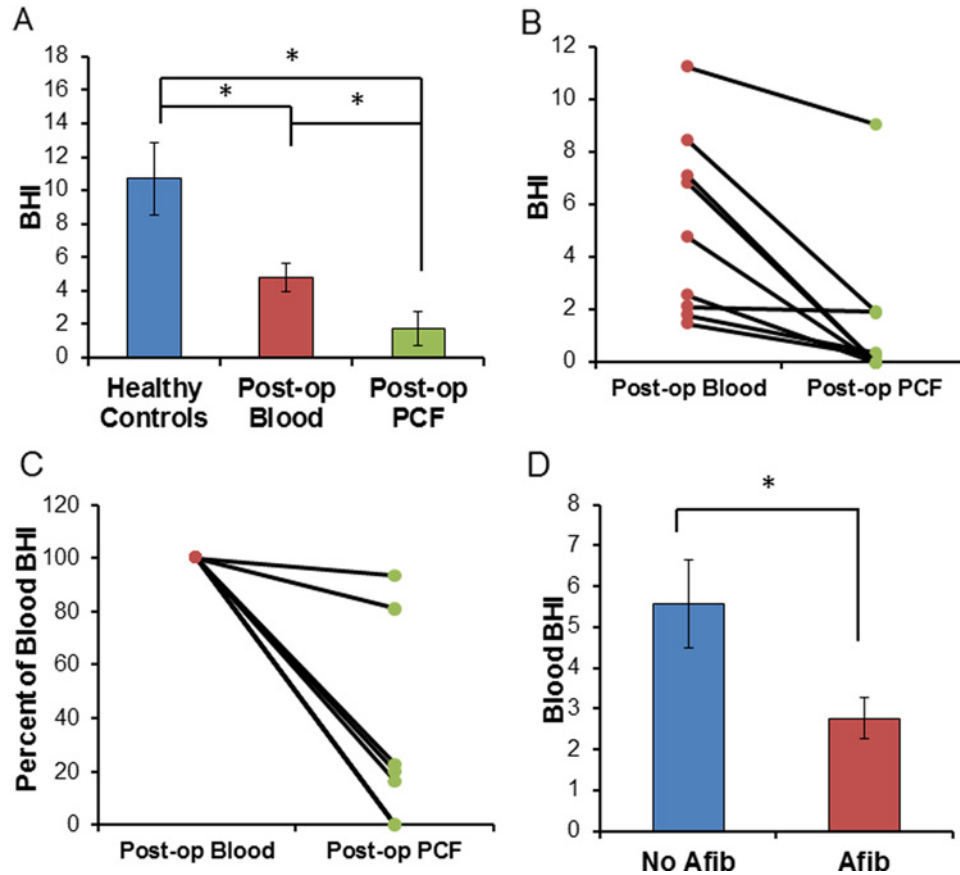 A
BHI
18
16
14
12
10
8
6
4
2
0
*
*
*
Healthy
Controls
Post-op
Blood
Post-op
PCF
B
BHI
12
10
8
6
4
2
0
Post-op Blood
Post-op PCF
C
Percent of Blood BHI
120
100
80
60
40
20
0
Post-op Blood
Post-op PCF
D
Blood BHI
8
7
6
5
4
3
2
1
0
*
No Afib
Afib